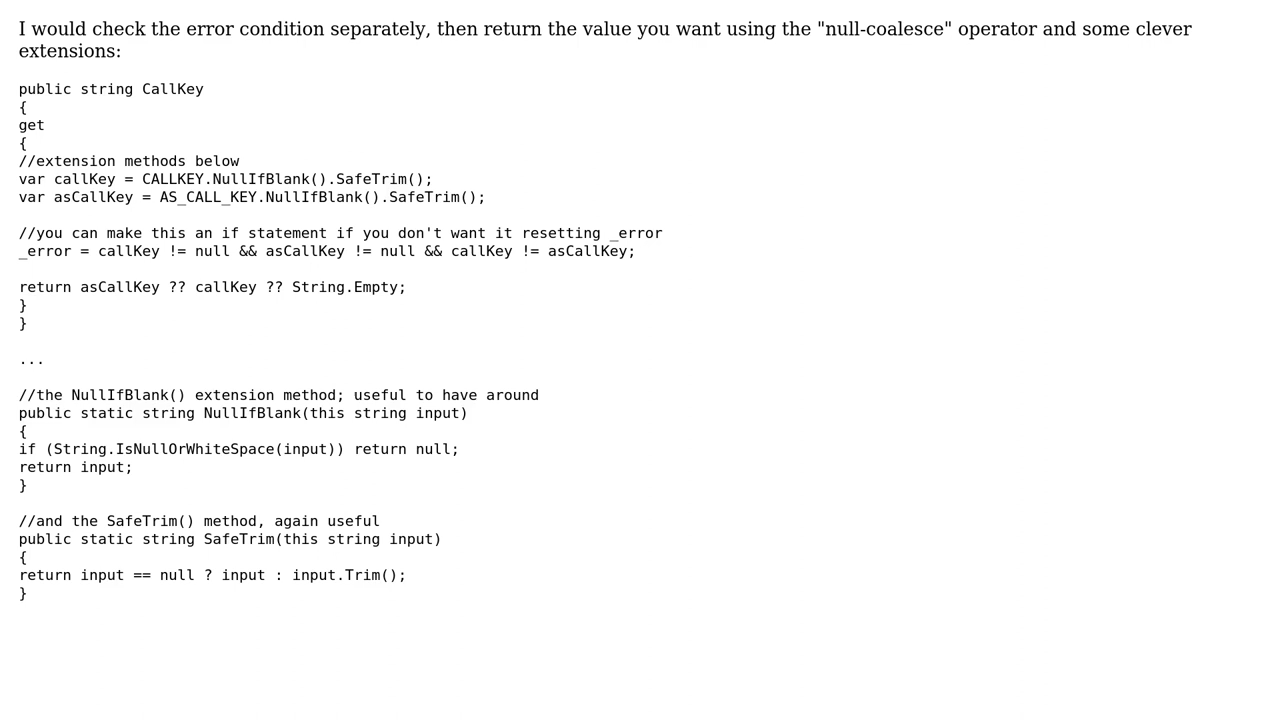 I would check the error condition separately, then return the value you want using the "null-coalesce" operator and some clever
extensions:
public string CallKey
{
get
{
//extension methods below
var callKey = CALLKEY.NullIfBlank().SafeTrim();
var asCallKey = AS_CALL_KEY.NullIfBlank().SafeTrim();
//you can make this an if statement if you don't want it resetting _error
_error = callKey != null && asCallKey != null && callKey != asCallKey;
return asCallKey ?? callKey ?? String.Empty;
}
}
...
//the NullIfBlank() extension method; useful to have around
public static string NullIfBlank(this string input)
{
if (String.IsNullOrWhiteSpace(input)) return null;
return input;
}
//and the SafeTrim() method, again useful
public static string SafeTrim(this string input)
{
return input == null ? input : input.Trim();
}